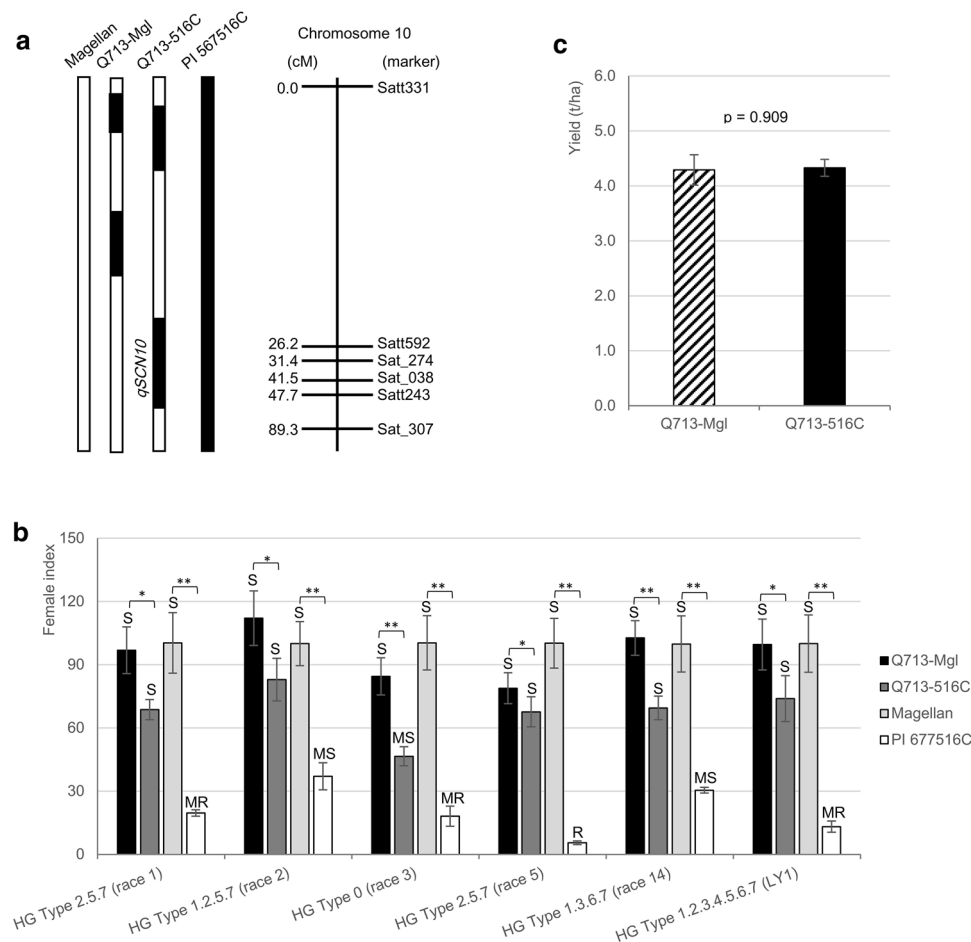 a
Magellan
Q713-Mgl
Q713-516C
PI 567516C
qSCN10
Chromosome 10
(cM) (marker)
0.0 Satt331
26.2 Satt592
31.4 Sat_274
41.5 Sat_038
47.7 Satt243
89.3 Sat_307
c
Yield (t/ha)
6.0
5.0
4.0
3.0
2.0
1.0
0.0
p = 0.909
Q713-Mgl Q713-516C
b
Female index
150
120
90
60
30
0
S * S S ** MR
S * S S ** MS
S ** MS S ** MR
S * S S ** R
S ** S S ** MS
S * S S ** MR
HG Type 2.5.7 (race 1)
HG Type 1.2.5.7 (race 2)
HG Type 0 (race 3)
HG Type 2.5.7 (race 5)
HG Type 1.3.6.7 (race 14)
HG Type 1.2.3.4.5.6.7 (LY1)
Q713-Mgl
Q713-516C
Magellan
PI 677516C